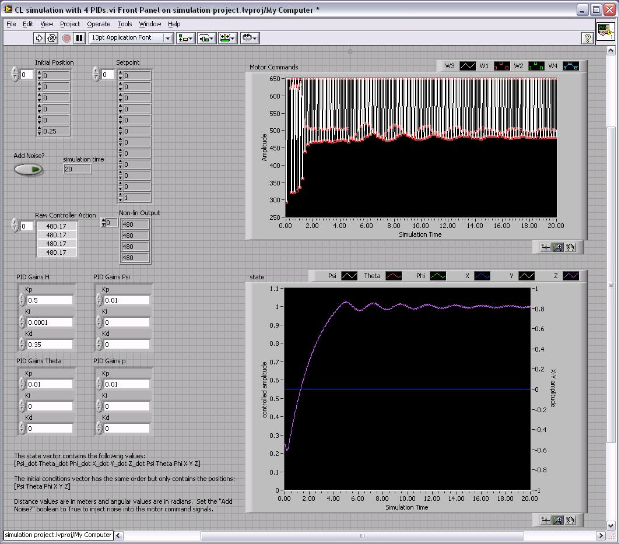 CL simulation with 4 PIDs.vi Front Panel on simulation project.lvproj/My Computer *
File Edit View Project Operate Tools Window Help
13pt Application Font
Initial Position
Setpoint
0
0
0
0
0
0
0
0.25
0
0
0
0
0
0
0
0
0
0
0
0
1
Add Noise?
simulation time
20
Raw Controller Action
Non-lin Output
0
480.17
480.17
480.17
480.17
0
480
480
480
480
Motor Commands
W3 W1 W2 W4
Amplitude
650
600
550
500
450
400
350
300
250
0.00 2.00 4.00 6.00 8.00 10.00 12.00 14.00 16.00 18.00 20.00
Simulation Time
PID Gains H
PID Gains Psi
Kp
0.5
Ki
0.0001
Kd
0.35
Kp
0.01
Ki
0
Kd
0
PID Gains Theta
PID Gains p
Kp
0.01
Ki
0
Kd
0
Kp
0.01
Ki
0
Kd
0
state
Psi Theta Phi X Y Z
controlled amplitude
1.1
1
0.9
0.8
0.7
0.6
0.5
0.4
0.3
0.2
0.1
0
1
0.8
0.6
0.4
0.2
0
-0.2
-0.4
-0.6
-0.8
-1
X Y amplitude
0.00 2.00 4.00 6.00 8.00 10.00 12.00 14.00 16.00 18.00 20.00
Simulation Time
The state vector contains the following values:
[Psi_dot Theta_dot Phi_dot X_dot Y_dot Z_dot Psi Theta Phi X Y Z]
The initial conditions vector has the same order but only contains the positions:
[Psi Theta Phi X Y Z]
Distance values are in meters and angular values are in radians. Set the "Add
Noise?" boolean to True to inject noise into the motor command signals.
simulation project.lvproj/My Computer